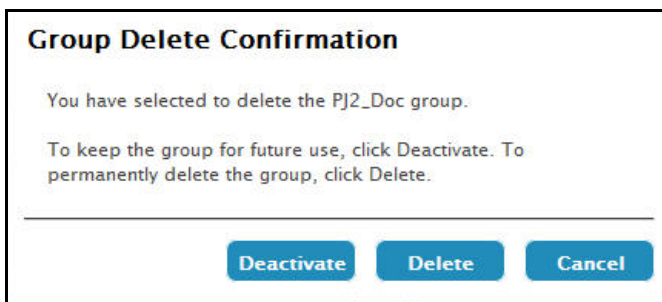 Group Delete Confirmation
You have selected to delete the PJ2_Doc group.
To keep the group for future use, click Deactivate. To
permanently delete the group, click Delete.
Deactivate Delete Cancel